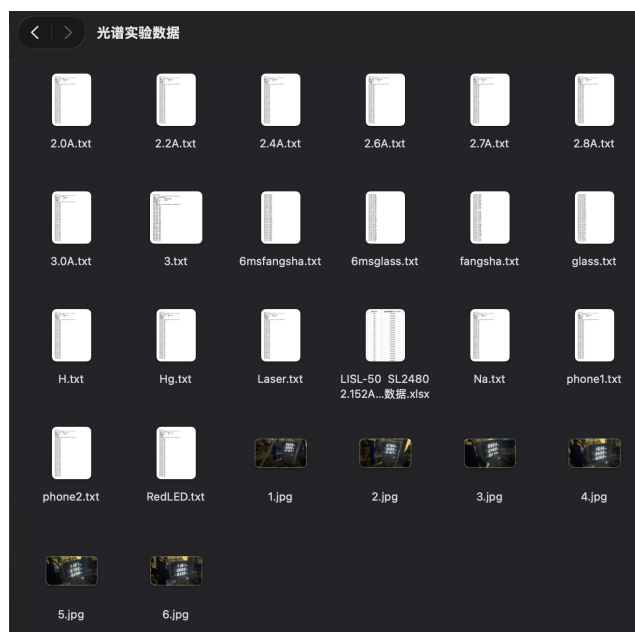 光谱实验数据
2.0A.txt
2.2A.txt
2.4A.txt
2.6A.txt
2.7A.txt
2.8A.txt
3.0A.txt
3.txt
6msfangsha.txt
6msglass.txt
fangsha.txt
glass.txt
H.txt
Hg.txt
Laser.txt
LISL-50 SL2480
2.152A...数据.xlsx
Na.txt
phone1.txt
phone2.txt
RedLED.txt
1.jpg
2.jpg
3.jpg
4.jpg
5.jpg
6.jpg